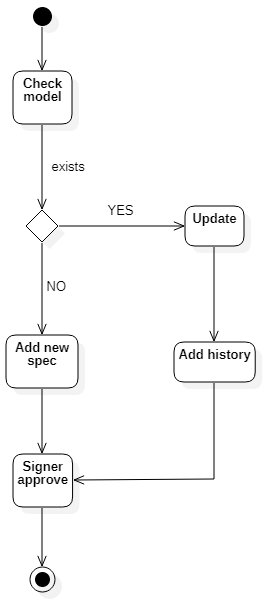 Check
model
exists
YES
Update
NO
Add new
spec
Add history
Signer
approve